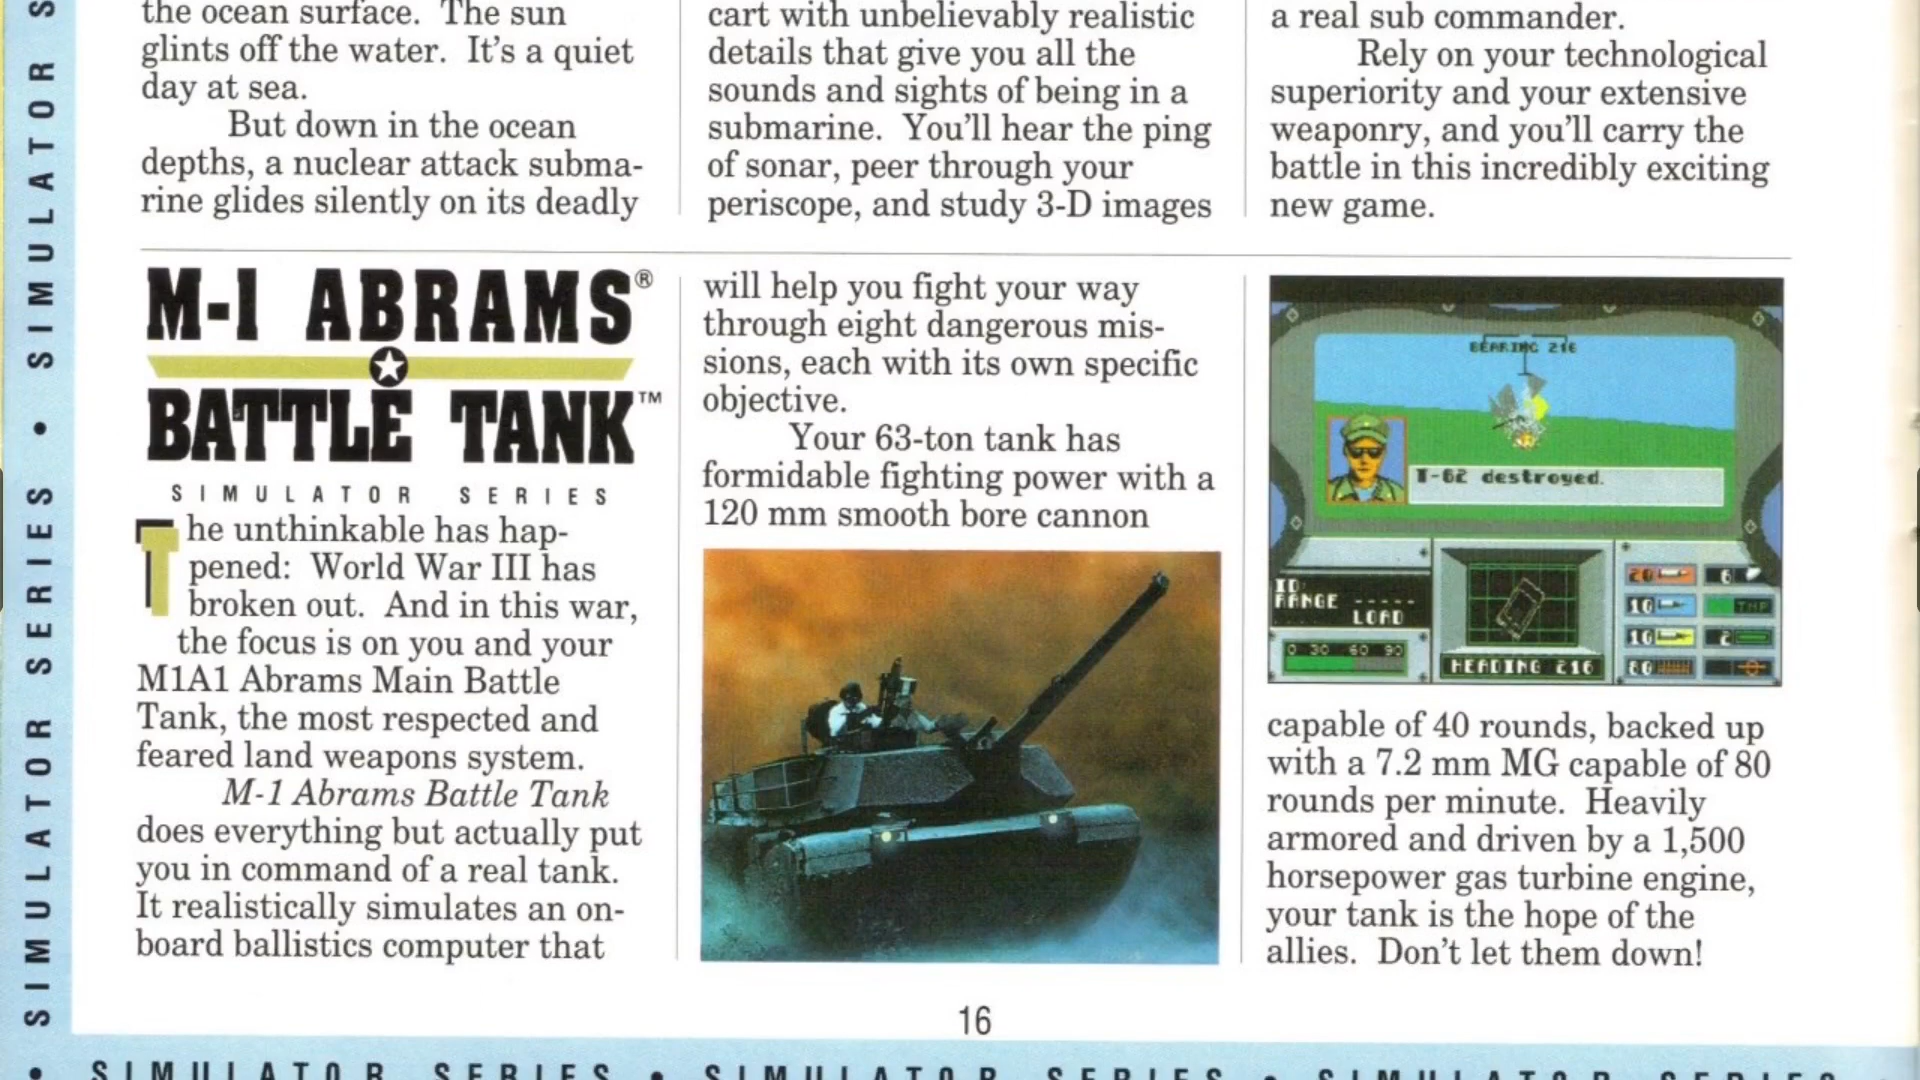 SIMULATOR SERIES • SIMULATOR S
the ocean surface. The sun
glints off the water. It's a quiet
day at sea.
But down in the ocean
depths, a nuclear attack subma-
rine glides silently on its deadly
cart with unbelievably realistic
details that give you all the
sounds and sights of being in a
submarine. You'll hear the ping
of sonar, peer through your
periscope, and study 3-D images
a real sub commander.
Rely on your technological
superiority and your extensive
weaponry, and you'll carry the
battle in this incredibly exciting
new game.
M-1 ABRAMS®
BATTLE TANK™
SIMULATOR SERIES
The unthinkable has hap-
pened: World War III has
broken out. And in this war,
the focus is on you and your
M1A1 Abrams Main Battle
Tank, the most respected and
feared land weapons system.
M-1 Abrams Battle Tank
does everything but actually put
you in command of a real tank.
It realistically simulates an on-
board ballistics computer that
will help you fight your way
through eight dangerous mis-
sions, each with its own specific
objective.
Your 63-ton tank has
formidable fighting power with a
120 mm smooth bore cannon
BEARING 216
T-62 destroyed.
ID:
RANGE -----
LOAD
0 30 60 90
HEADING 216
20 6
10 TMP
10 2
80
capable of 40 rounds, backed up
with a 7.2 mm MG capable of 80
rounds per minute. Heavily
armored and driven by a 1,500
horsepower gas turbine engine,
your tank is the hope of the
allies. Don't let them down!
16
• SIMULATOR SERIES • SIMULATOR SERIES • SIMULATOR SERIES